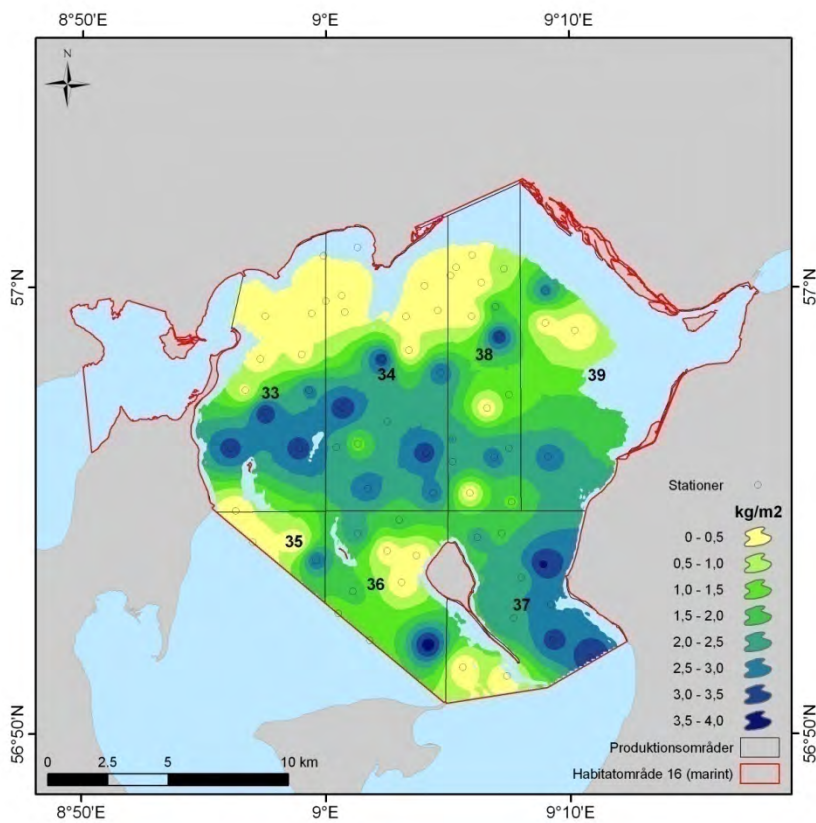 8°50'E 9°E 9°10'E
N
57°N 57°N
38
34
39
33
35
36
37
Stationer
kg/m2
0 - 0,5
0,5 - 1,0
1,0 - 1,5
1,5 - 2,0
2,0 - 2,5
2,5 - 3,0
3,0 - 3,5
3,5 - 4,0
Produktionsområder
Habitatområde 16 (marint)
56°50'N 56°50'N
0 2,5 5 10 km
8°50'E 9°E 9°10'E